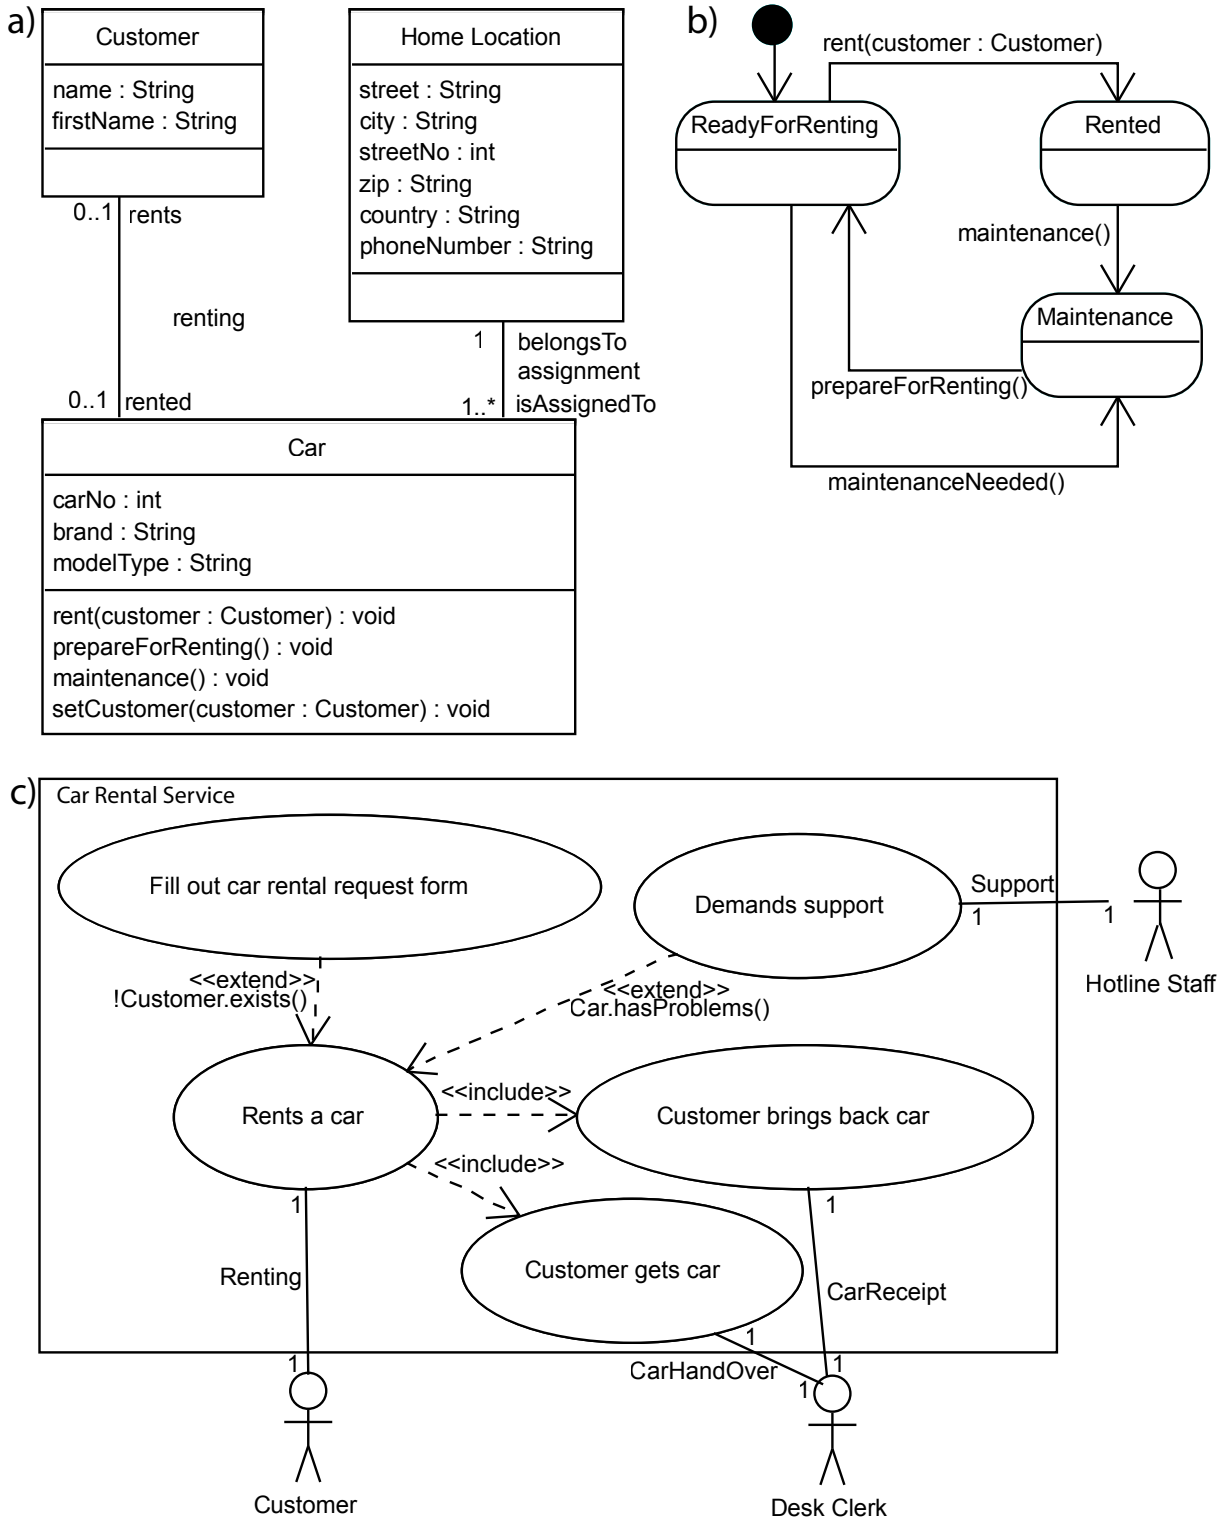 a)
Customer
name : String
firstName : String
Home Location
street : String
city : String
streetNo : int
zip : String
country : String
phoneNumber : String
0..1
rents
renting
0..1
rented
1
belongsTo
assignment
1..*
isAssignedTo
Car
carNo : int
brand : String
modelType : String
rent(customer : Customer) : void
prepareForRenting() : void
maintenance() : void
setCustomer(customer : Customer) : void
b)
rent(customer : Customer)
ReadyForRenting
Rented
maintenance()
Maintenance
prepareForRenting()
maintenanceNeeded()
c)
Car Rental Service
Fill out car rental request form
Demands support
Support
1
1
Hotline Staff
<<extend>>
!Customer.exists()
<<extend>>
Car.hasProblems()
Rents a car
<<include>>
Customer brings back car
<<include>>
Customer gets car
1
Renting
1
1
CarReceipt
1
1
CarHandOver
1
Customer
Desk Clerk